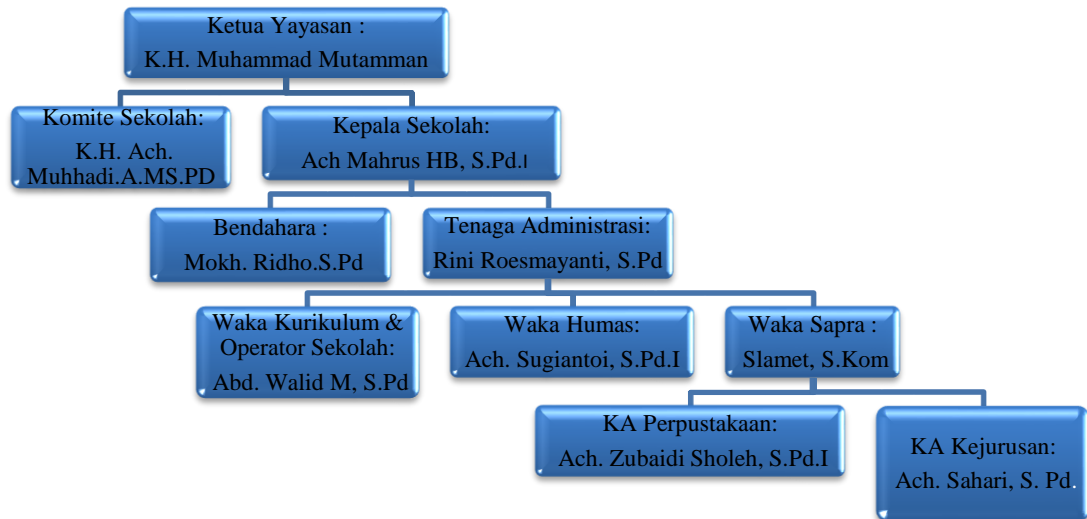 Ketua Yayasan :
K.H. Muhammad Mutamman
Komite Sekolah:
K.H. Ach.
Muhhadi.A.MS.PD
Kepala Sekolah:
Ach Mahrus HB, S.Pd.I
Bendahara :
Mokh. Ridho.S.Pd
Tenaga Administrasi:
Rini Roesmayanti, S.Pd
Waka Kurikulum &
Operator Sekolah:
Abd. Walid M, S.Pd
Waka Humas:
Ach. Sugiantoi, S.Pd.I
Waka Sapra :
Slamet, S.Kom
KA Perpustakaan:
Ach. Zubaidi Sholeh, S.Pd.I
KA Kejurusan:
Ach. Sahari, S. Pd.